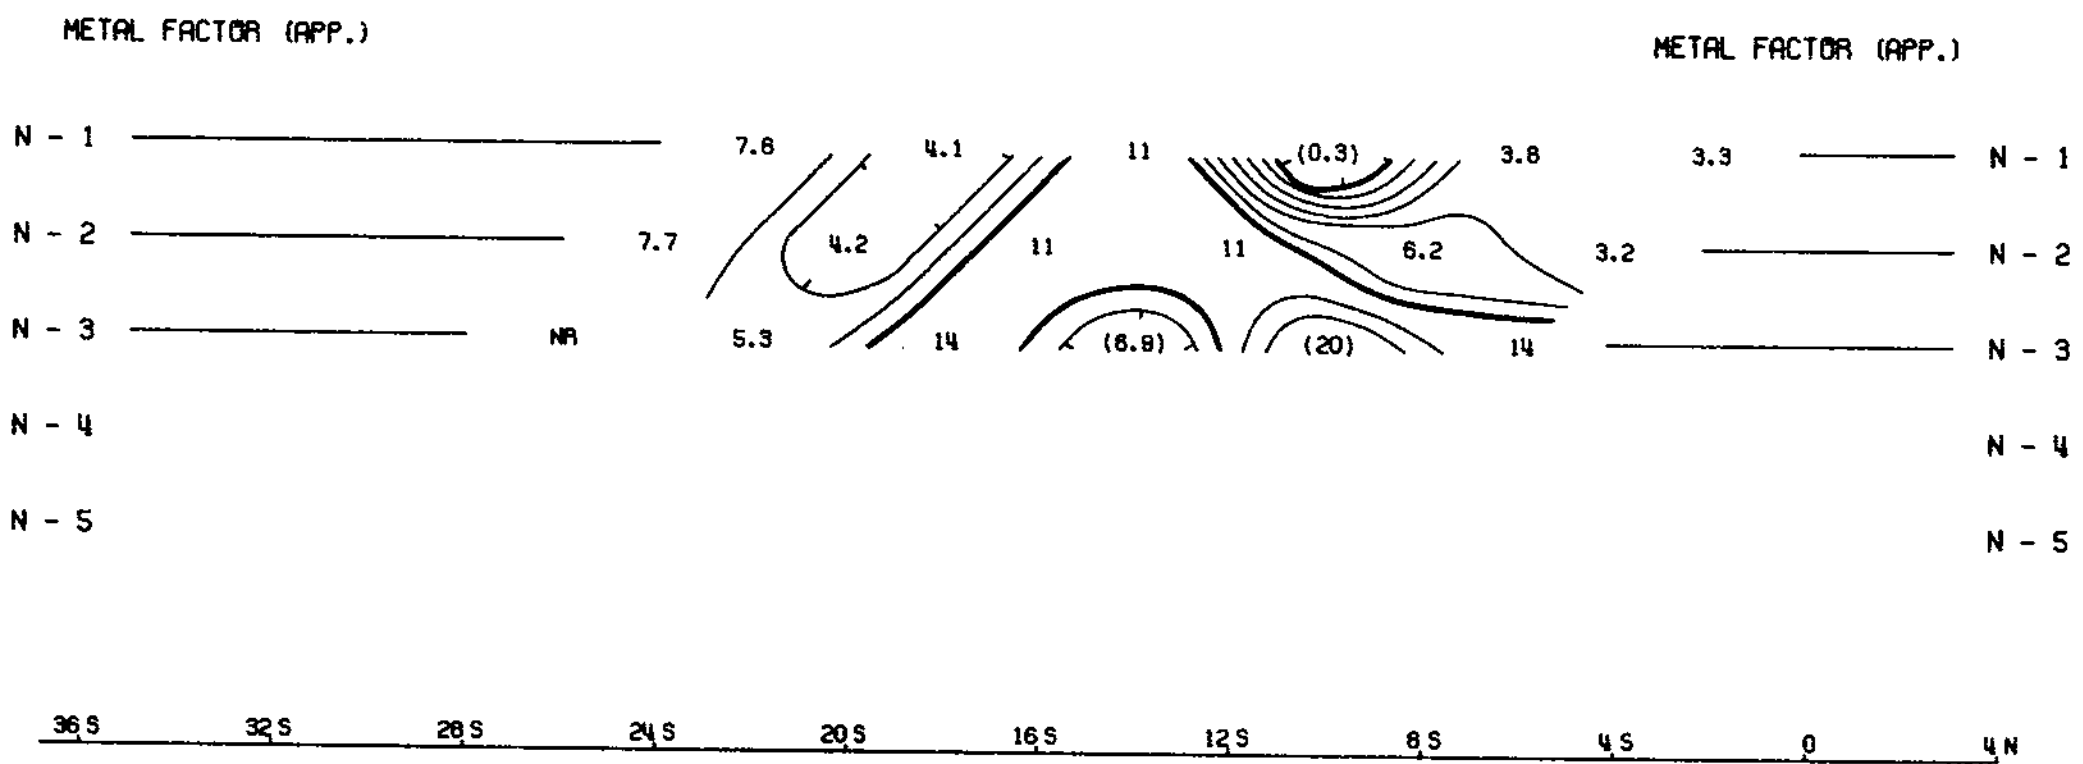 METAL FACTOR (APP.)
METAL FACTOR (APP.)
N - 1 7.8 4.1 11 (0.3) 3.8 3.3 N - 1
N - 2 7.7 4.2 11 11 6.2 3.2 N - 2
N - 3 NR 5.3 14 (6.9) (20) 14 N - 3
N - 4 N - 4
N - 5 N - 5
36 S 32 S 28 S 24 S 20 S 16 S 12 S 8 S 4 S 0 4 N